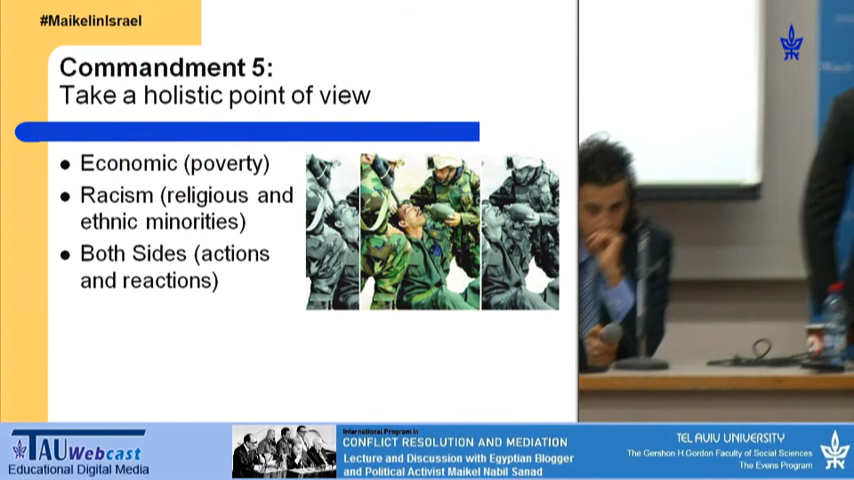 #MaikelinIsrael
Commandment 5:
Take a holistic point of view
Economic (poverty)
Racism (religious and
ethnic minorities)
Both Sides (actions
and reactions)
TAU Webcast
Educational Digital Media
International Program in
CONFLICT RESOLUTION AND MEDIATION
Lecture and Discussion with Egyptian Blogger
and Political Activist Maikel Nabil Sanad
TEL AVIV UNIVERSITY
The Gershon H.Gordon Faculty of Social Sciences
The Evens Program